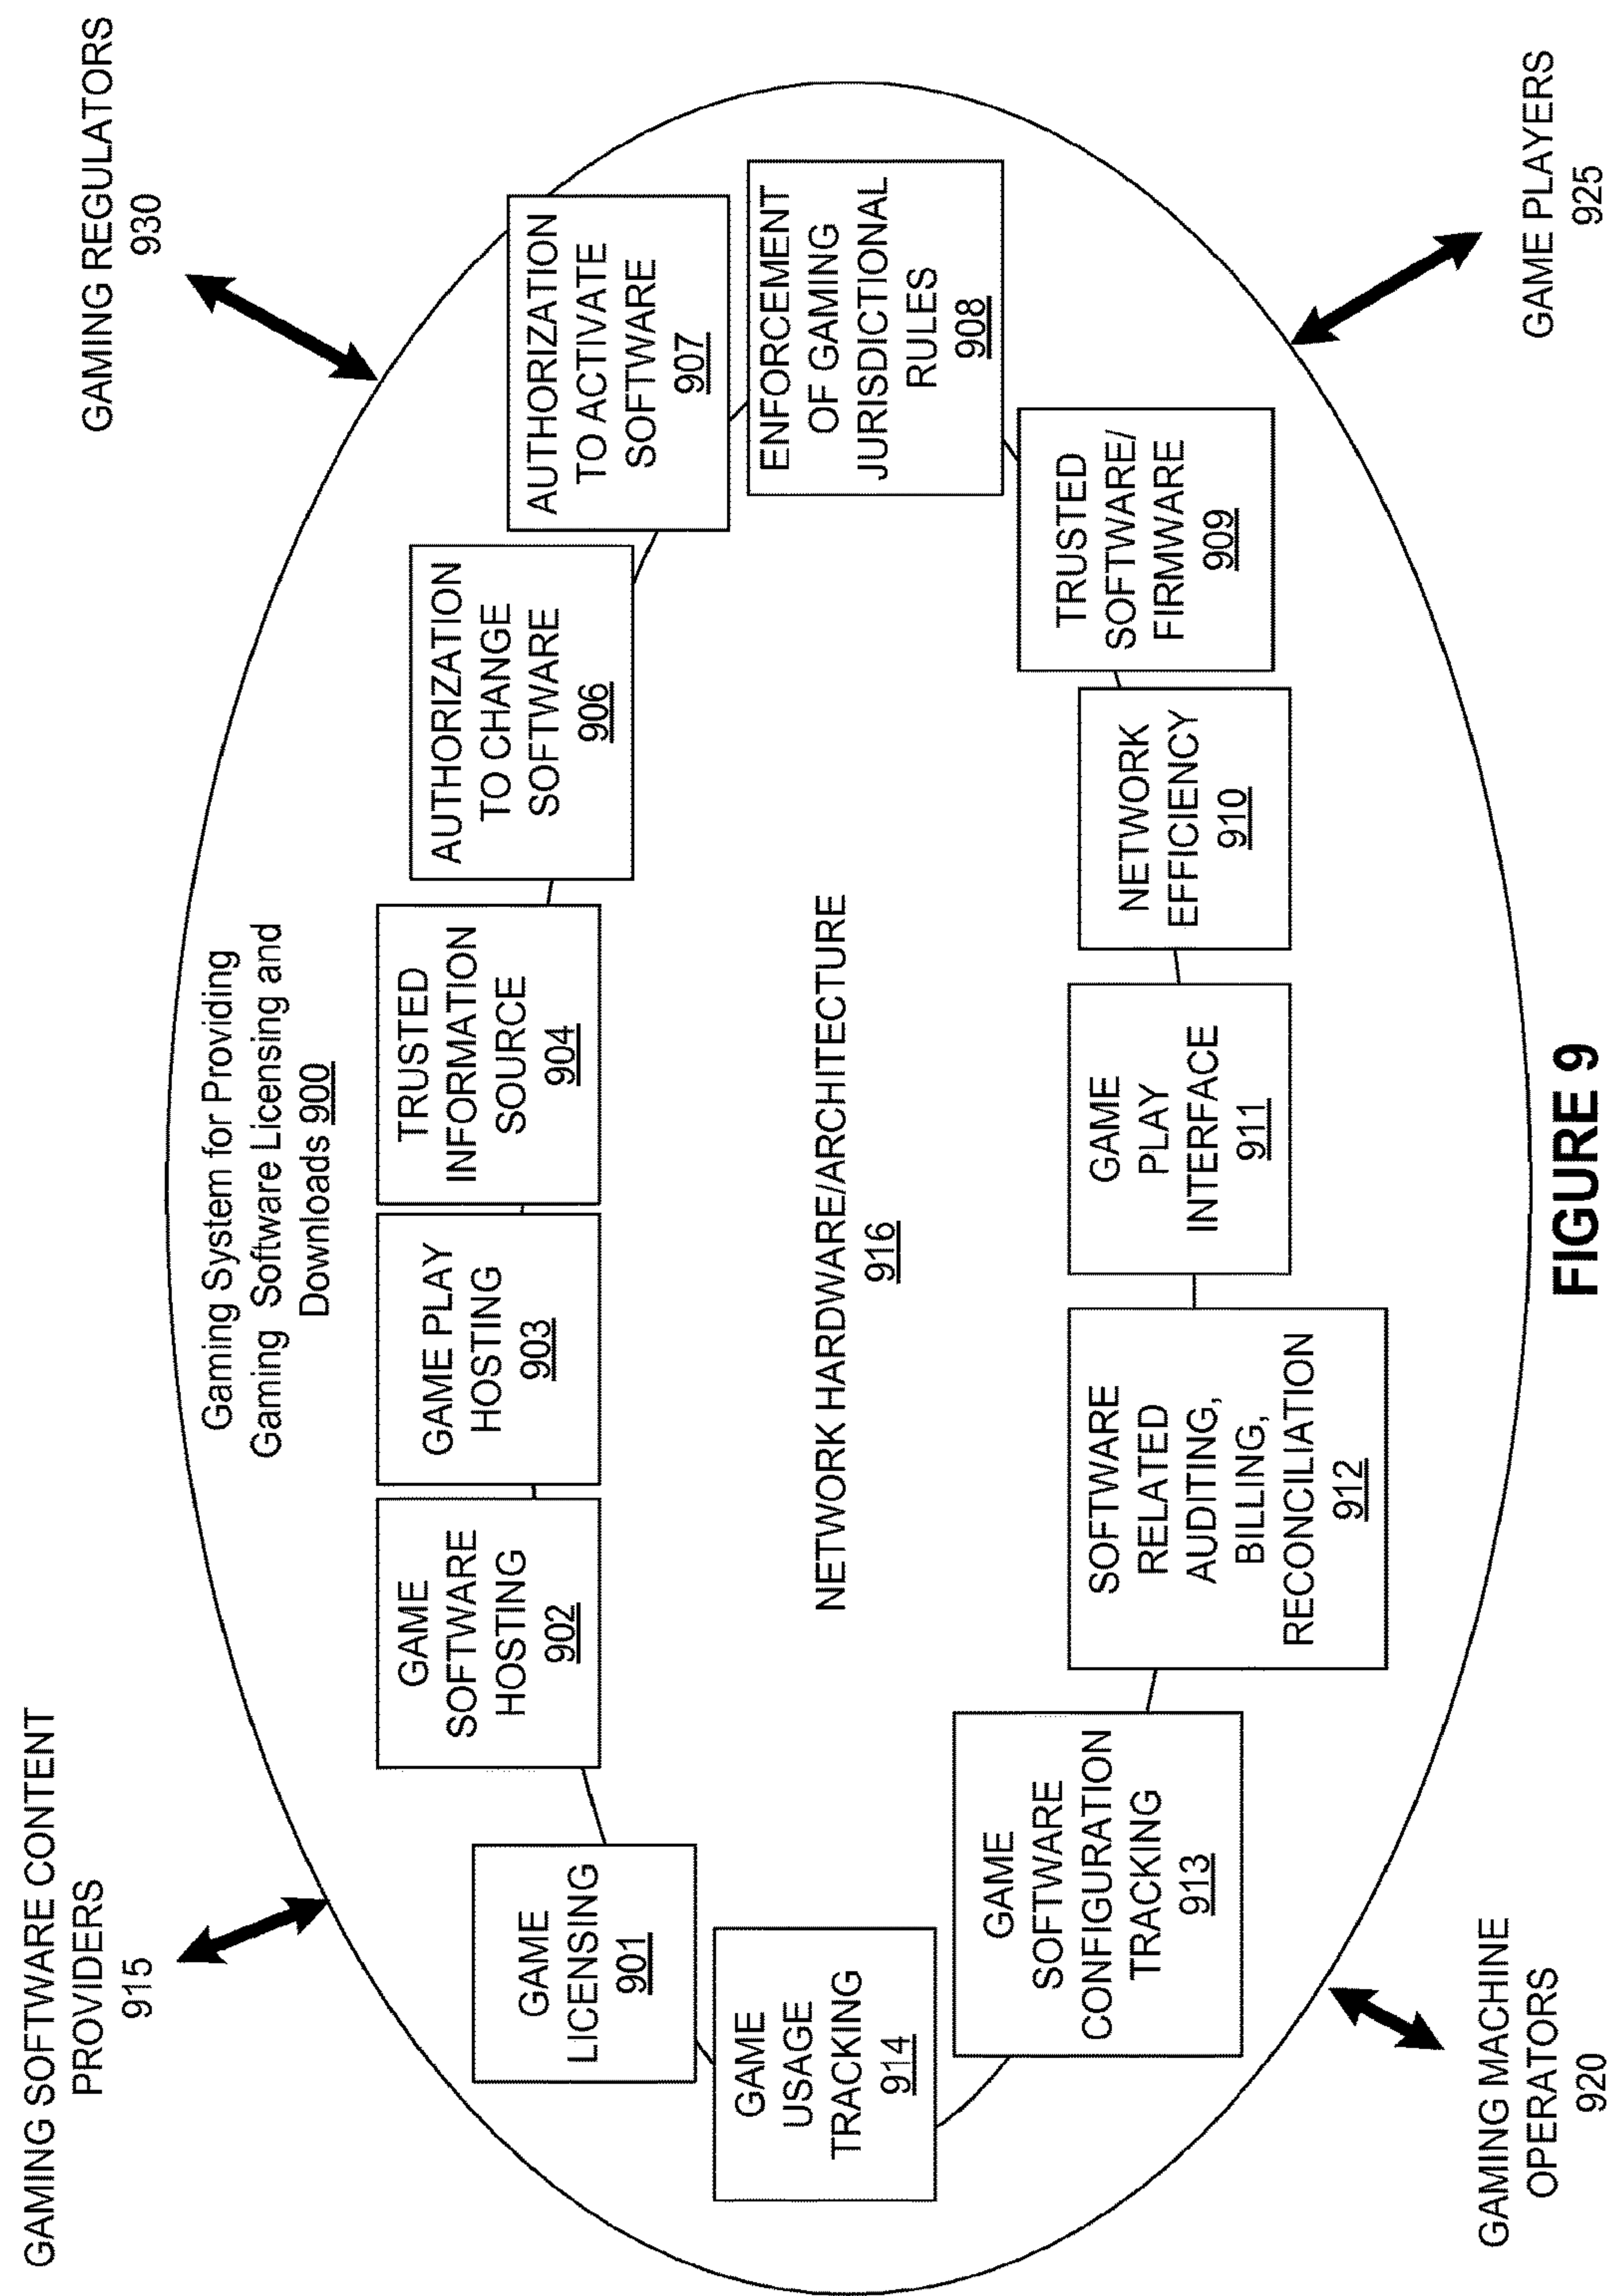 GAMING SOFTWARE CONTENT
PROVIDERS
915
GAMING REGULATORS
930
Gaming System for Providing
Gaming Software Licensing and
Downloads 900
GAME
LICENSING
901
GAME
SOFTWARE
HOSTING
902
GAME PLAY
HOSTING
903
TRUSTED
INFORMATION
SOURCE
904
AUTHORIZATION
TO CHANGE
SOFTWARE
906
AUTHORIZATION
TO ACTIVATE
SOFTWARE
907
ENFORCEMENT
OF GAMING
JURISDICTIONAL
RULES
908
TRUSTED
SOFTWARE/
FIRMWARE
909
NETWORK
EFFICIENCY
910
GAME
PLAY
INTERFACE
911
SOFTWARE
RELATED
AUDITING,
BILLING,
RECONCILIATION
912
GAME
SOFTWARE
CONFIGURATION
TRACKING
913
GAME
USAGE
TRACKING
914
NETWORK HARDWARE/ARCHITECTURE
916
GAMING MACHINE
OPERATORS
920
GAME PLAYERS
925
FIGURE 9